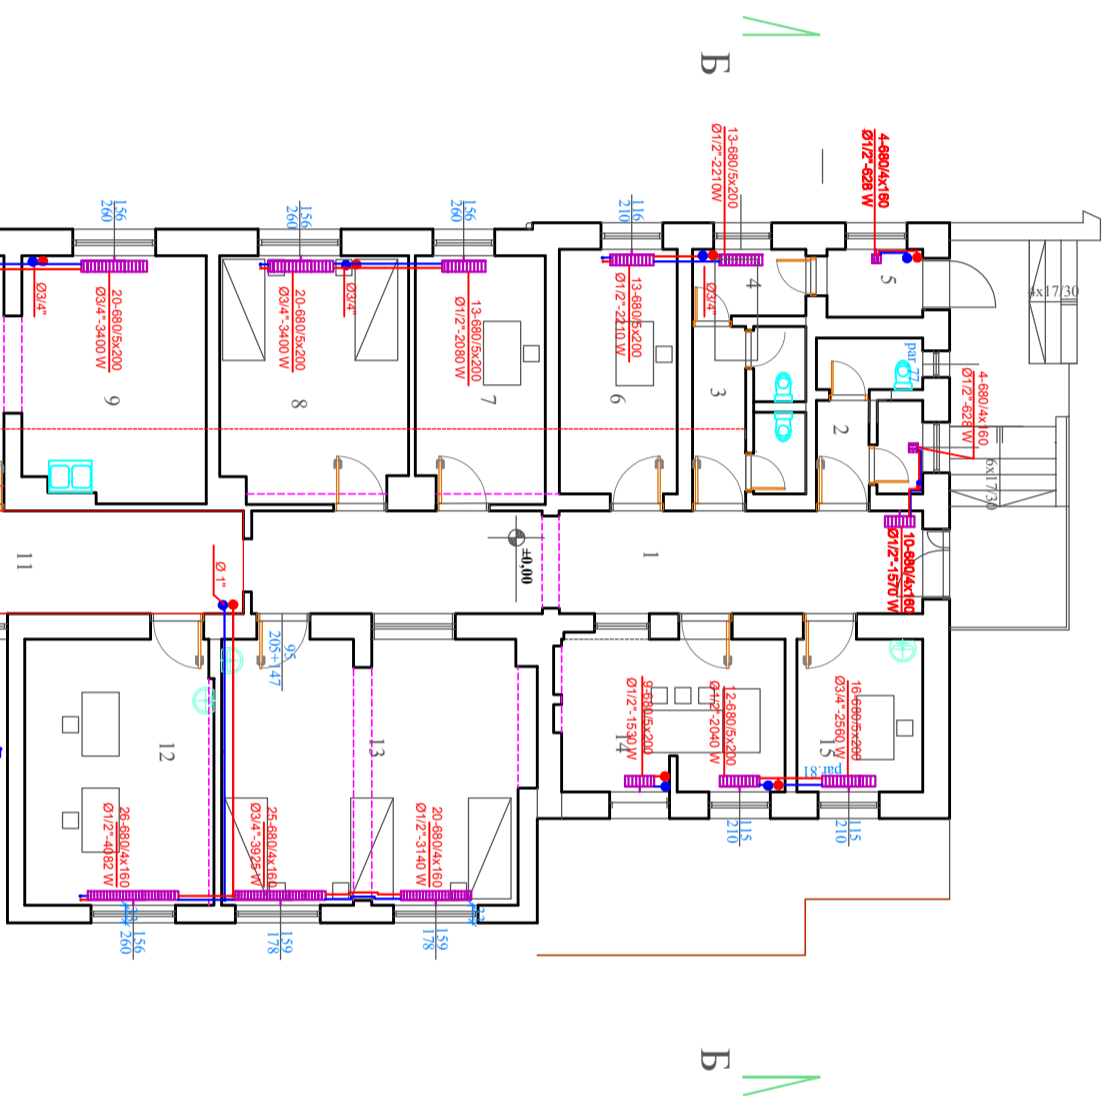 Б
4-680/4x160
Ø1/2"-628 W
13-680/5x200
Ø1/2"-2210W
156
260
156
260
156
260
116
210
4x17/30
5
4
Ø3/4"
Ø3/4"
Ø3/4"
20-680/5x200
Ø3/4"-3400 W
20-680/5x200
Ø3/4"-3400 W
13-680/5x200
Ø1/2"-2080 W
13-680/5x200
Ø1/2"-2210 W
par.77
4-680/4x160
Ø1/2"-628 W
9
8
7
6
3
2
6x17/30
±0,00
10-680/4x160
Ø1/2"-1570 W
11
1
Ø 1"
95
205+147
12
13
14
15
9-680/5x200
Ø1/2"-1530 W
12-680/5x200
Ø1/2"-2040 W
16-680/5x200
Ø3/4"-2560 W
par.81
115
210
115
210
26-680/4x160
Ø1/2"-4082 W
25-680/4x160
Ø3/4"-3925 W
20-680/4x160
Ø1/2"-3140 W
156
260
159
178
159
178
Б